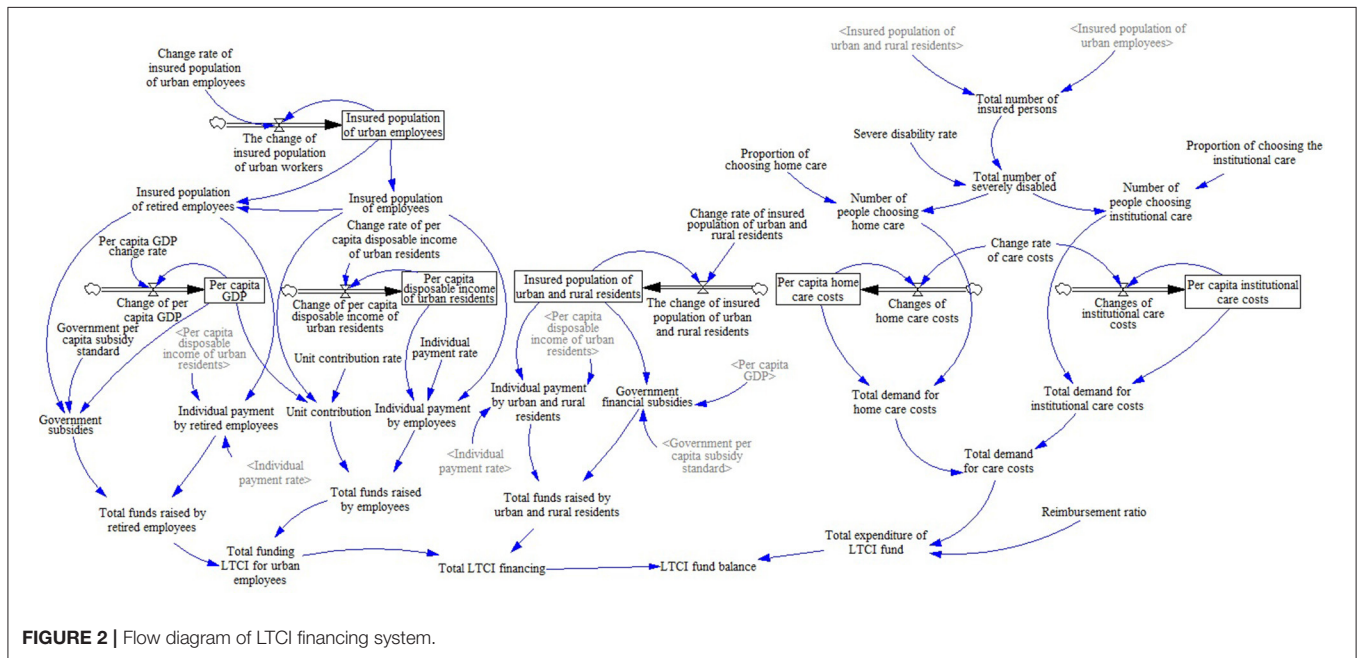 <Insured population of
urban and rural residents>
<Insured population of
urban employees>
Change rate of
insured population
of urban employees
Insured population
of urban employees
The change of
insured population
of urban workers
Total number of
insured persons
Severe disability rate
Proportion of
choosing home care
Proportion of choosing the
institutional care
Total number of
severely disabled
Insured population
of retired employees
Insured population
of employees
Number of
people choosing
home care
Number of
people choosing
institutional care
Change rate of per
capita disposable income
of urban residents
Change rate of insured
population of urban and
rural residents
Per capita GDP
change rate
Change rate
of care costs
Per capita
GDP
Per capita
disposable income
of urban residents
Insured population of
urban and rural residents
Per capita home
care costs
Per capita institutional
care costs
Change of per
capita GDP
Change of per capita
disposable income of
urban residents
The change of insured
population of urban
and rural residents
Changes of
home care costs
Changes of
institutional care costs
Government per
capita subsidy
standard
<Per capita
disposable
income of urban
residents>
Unit contribution rate
Individual
payment rate
<Per capita
disposable
income of urban
residents>
<Per capita
GDP>
Government
subsidies
Individual payment
by retired employees
Unit contribution
Individual payment
by employees
Individual payment
by urban and rural
residents
Government
financial subsidies
Total demand for
home care costs
Total demand for
institutional care costs
<Individual
payment rate>
<Individual
payment rate>
<Government per
capita subsidy
standard>
Total demand
for care costs
Total funds raised by
retired employees
Total funds raised
by employees
Total funds raised by
urban and rural residents
Reimbursement ratio
Total funding
LTCI for urban
employees
Total LTCI financing
LTCI fund balance
Total expenditure of
LTCI fund
FIGURE 2 | Flow diagram of LTCI financing system.